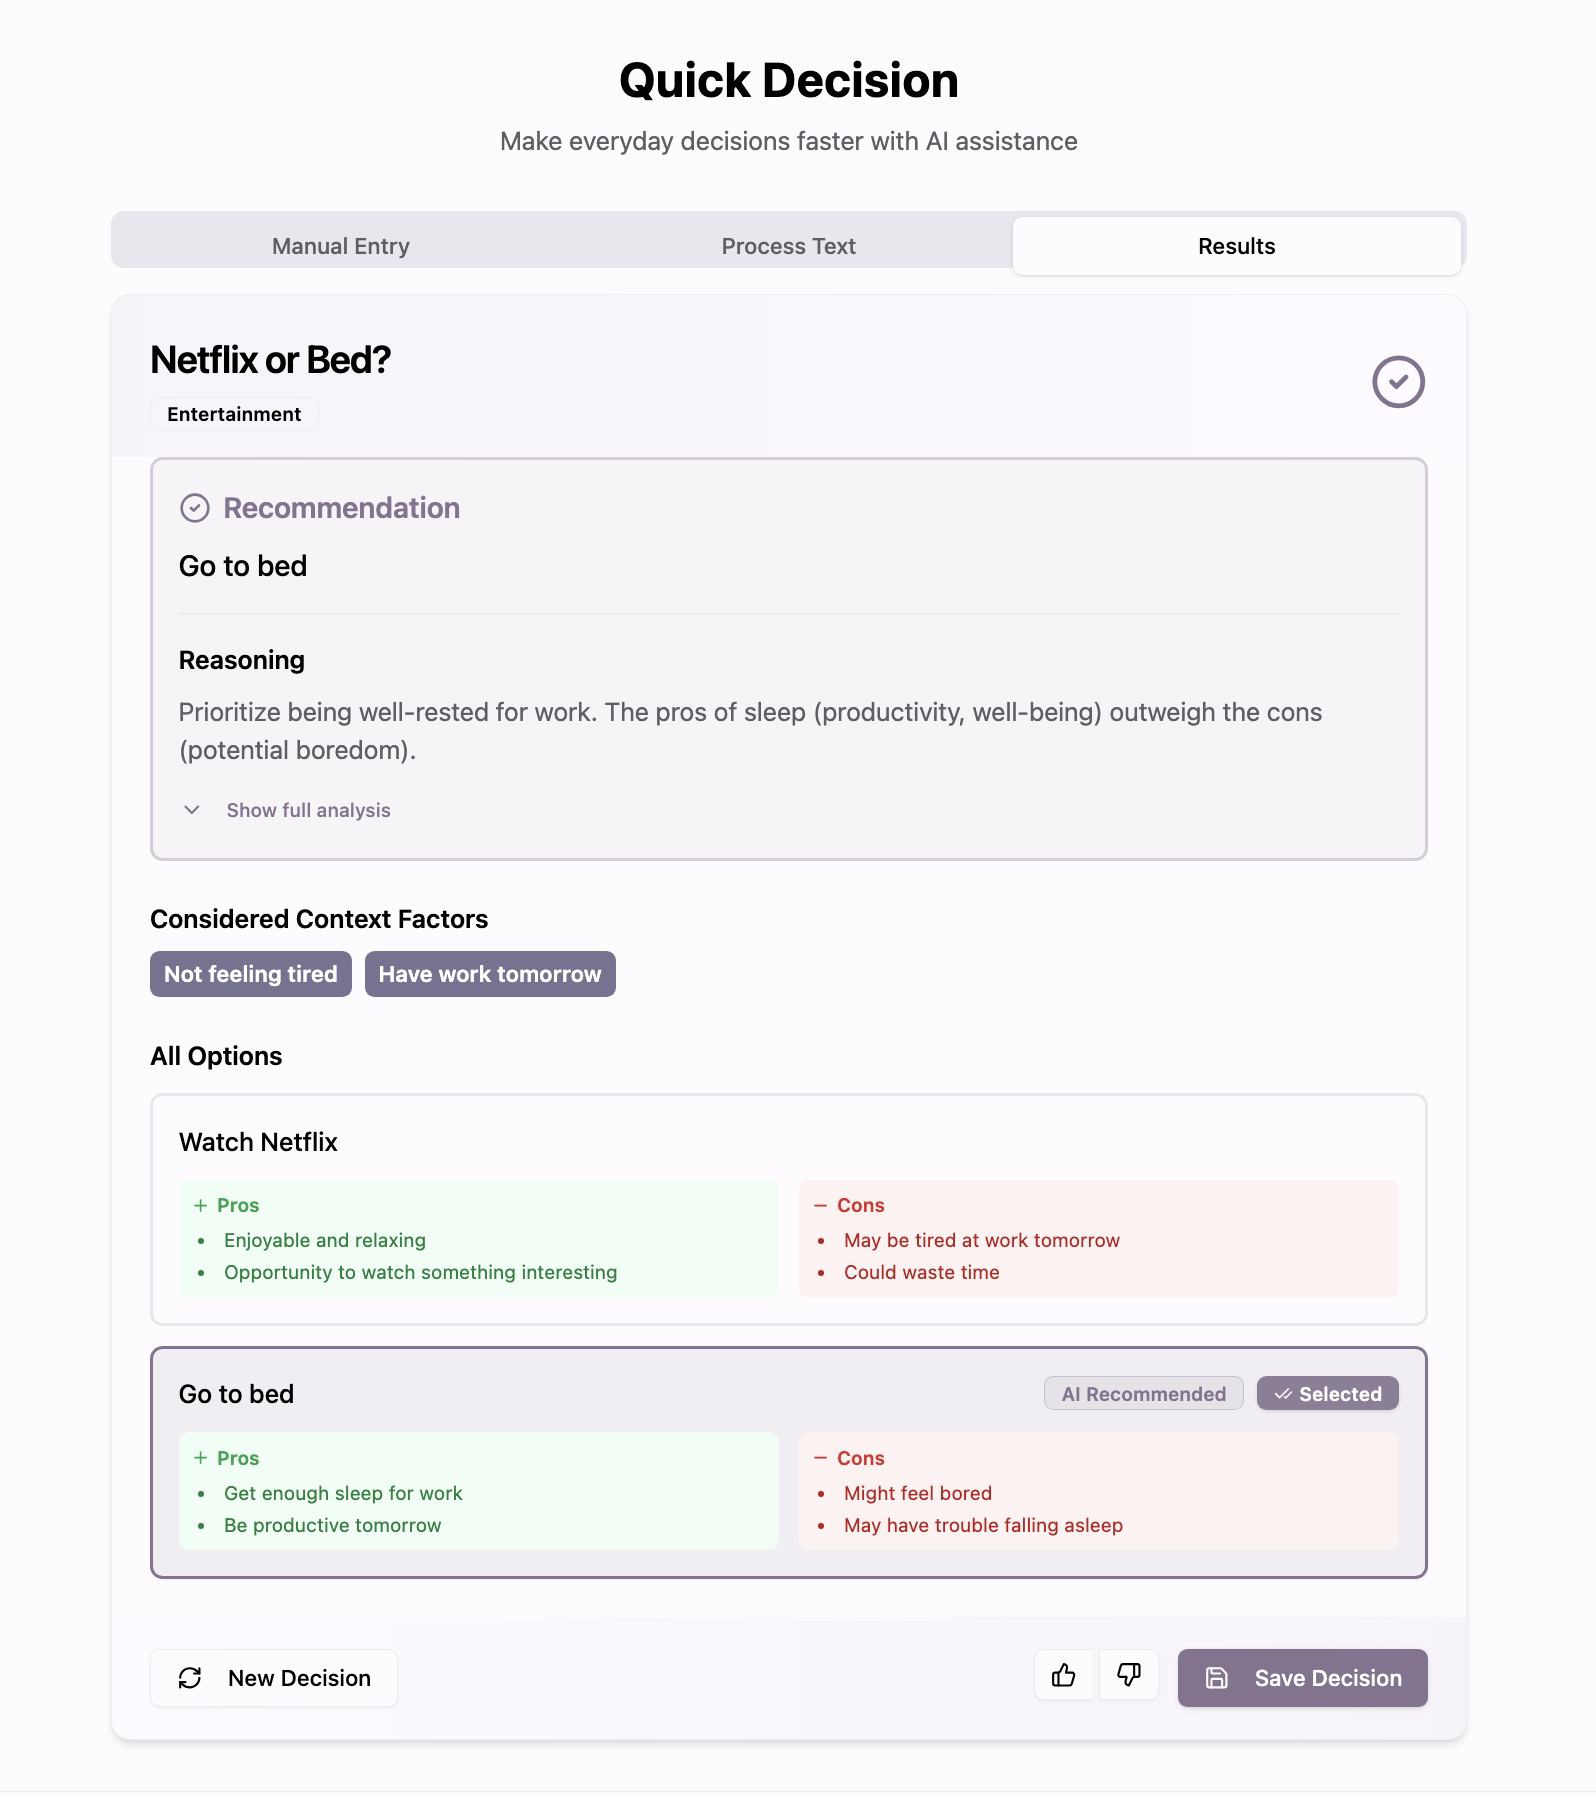 Quick Decision
Make everyday decisions faster with AI assistance
Manual Entry
Process Text
Results
Netflix or Bed?
Entertainment
Recommendation
Go to bed
Reasoning
Prioritize being well-rested for work. The pros of sleep (productivity, well-being) outweigh the cons
(potential boredom).
Show full analysis
Considered Context Factors
Not feeling tired
Have work tomorrow
All Options
Watch Netflix
+ Pros
• Enjoyable and relaxing
• Opportunity to watch something interesting
− Cons
• May be tired at work tomorrow
• Could waste time
Go to bed
AI Recommended
Selected
+ Pros
• Get enough sleep for work
• Be productive tomorrow
− Cons
• Might feel bored
• May have trouble falling asleep
New Decision
Save Decision